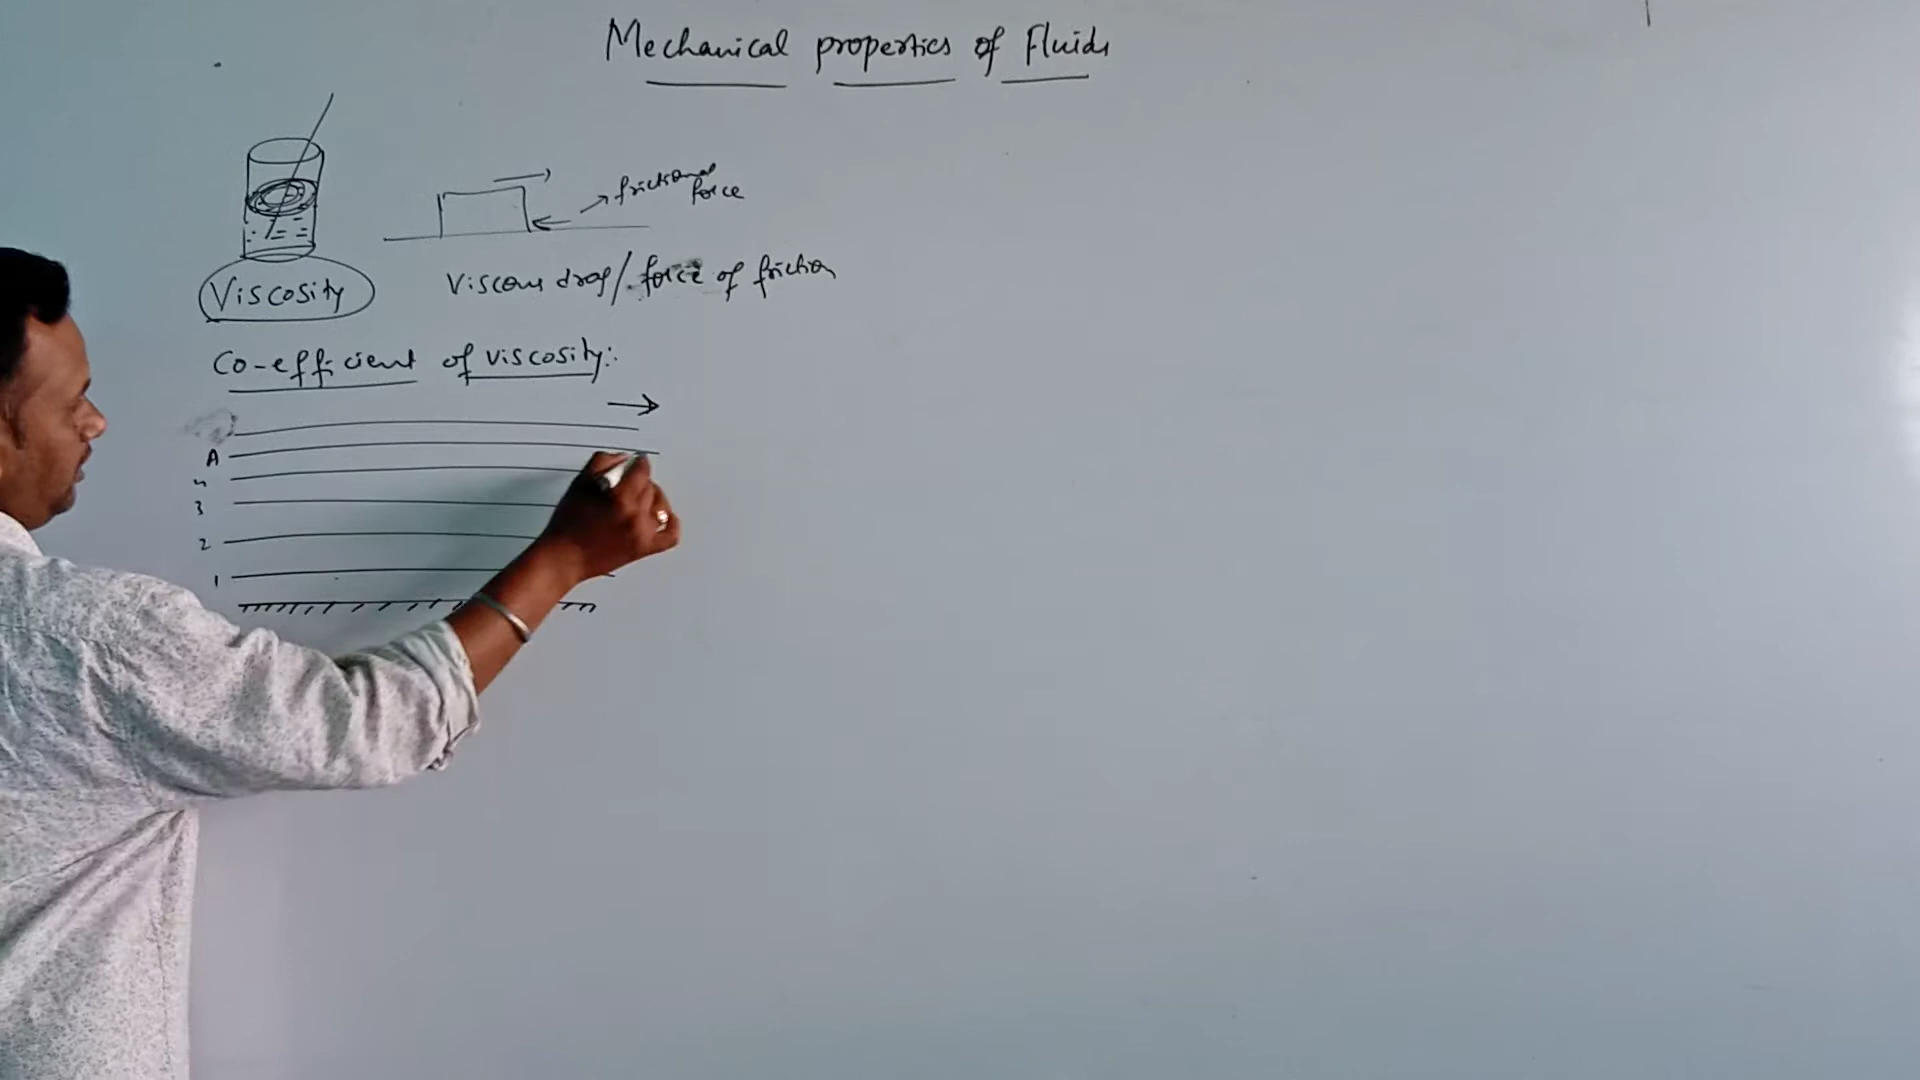 Mechanical properties of Fluids
frictional
force
Viscosity
Viscous drag/force of friction
Co-efficient of viscosity:
A
4
3
2
1